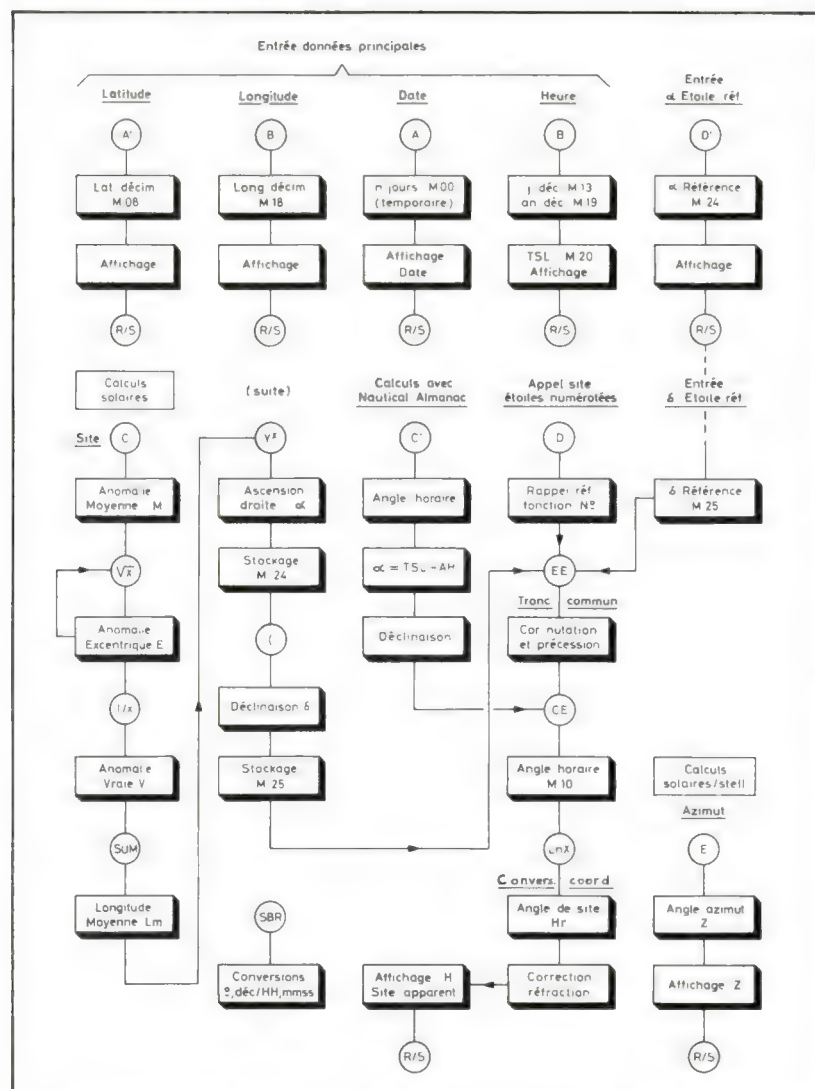 Entrée données principales
Latitude
Longitude
Date
Heure
Entrée
α Etoile réf
A'
B
A
B
D'
Lat décim
M 08
Long décim
M 18
n jours M 00
(temporaire)
j déc M 13
an déc M 19
α Référence
M 24
Affichage
Affichage
Affichage
Date
TSL M 20
Affichage
Affichage
R/S
R/S
R/S
R/S
R/S
Calculs
solaires
(suite)
Calculs avec
Nautical Almanac
Appel site
étoiles numérotées
Entrée
δ Etoile réf
Site
C
C'
D
Anomalie
Moyenne M
Ascension
droite α
Angle horaire
Rappel réf
fonction Nº
δ Référence
M 25
√x
Stockage
M 24
α = TSL - AH
EE
Tronc commun
Anomalie
Excentrique E
(
Déclinaison
Cor nutation
et précession
1/x
Déclinaison δ
CE
Anomalie
Vraie V
Stockage
M 25
Angle horaire
M 10
Calculs
solaires/stell
Azimut
SUM
LnX
E
Convers. coord
Longitude
Moyenne Lm
SBR
Angle de site
Hr
Angle azimut
Z
Conversions
º,déc/HH,mmss
Affichage H
Site apparent
Correction
réfraction
Affichage Z
R/S
R/S